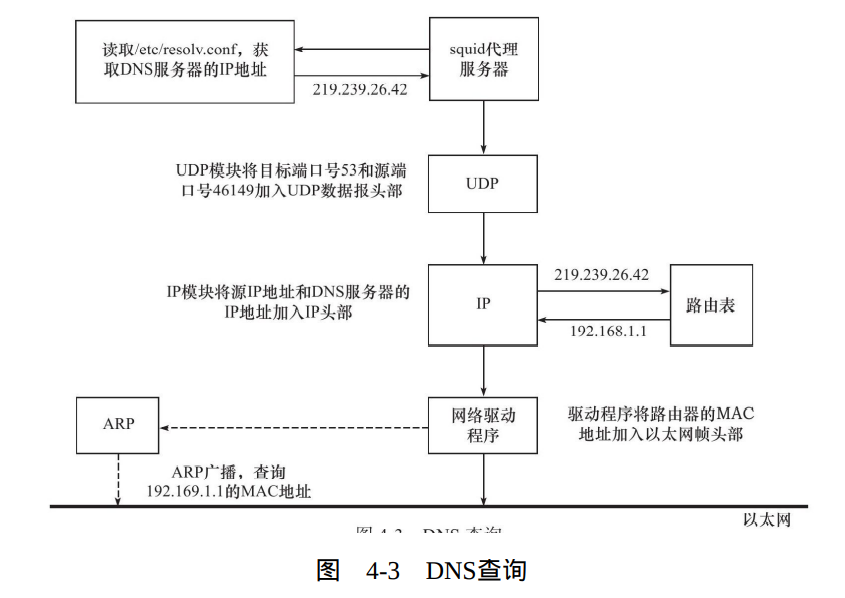 读取/etc/resolv.conf，获
取DNS服务器的IP地址
squid代理
服务器
219.239.26.42
UDP模块将目标端口号53和源端
口号46149加入UDP数据报头部
UDP
IP模块将源IP地址和DNS服务器的
IP地址加入IP头部
IP
219.239.26.42
192.168.1.1
路由表
ARP
网络驱动
程序
驱动程序将路由器的MAC
地址加入以太网帧头部
ARP广播，查询
192.169.1.1的MAC地址
以太网
图 4-3 DNS 查询
图 4-3 DNS查询